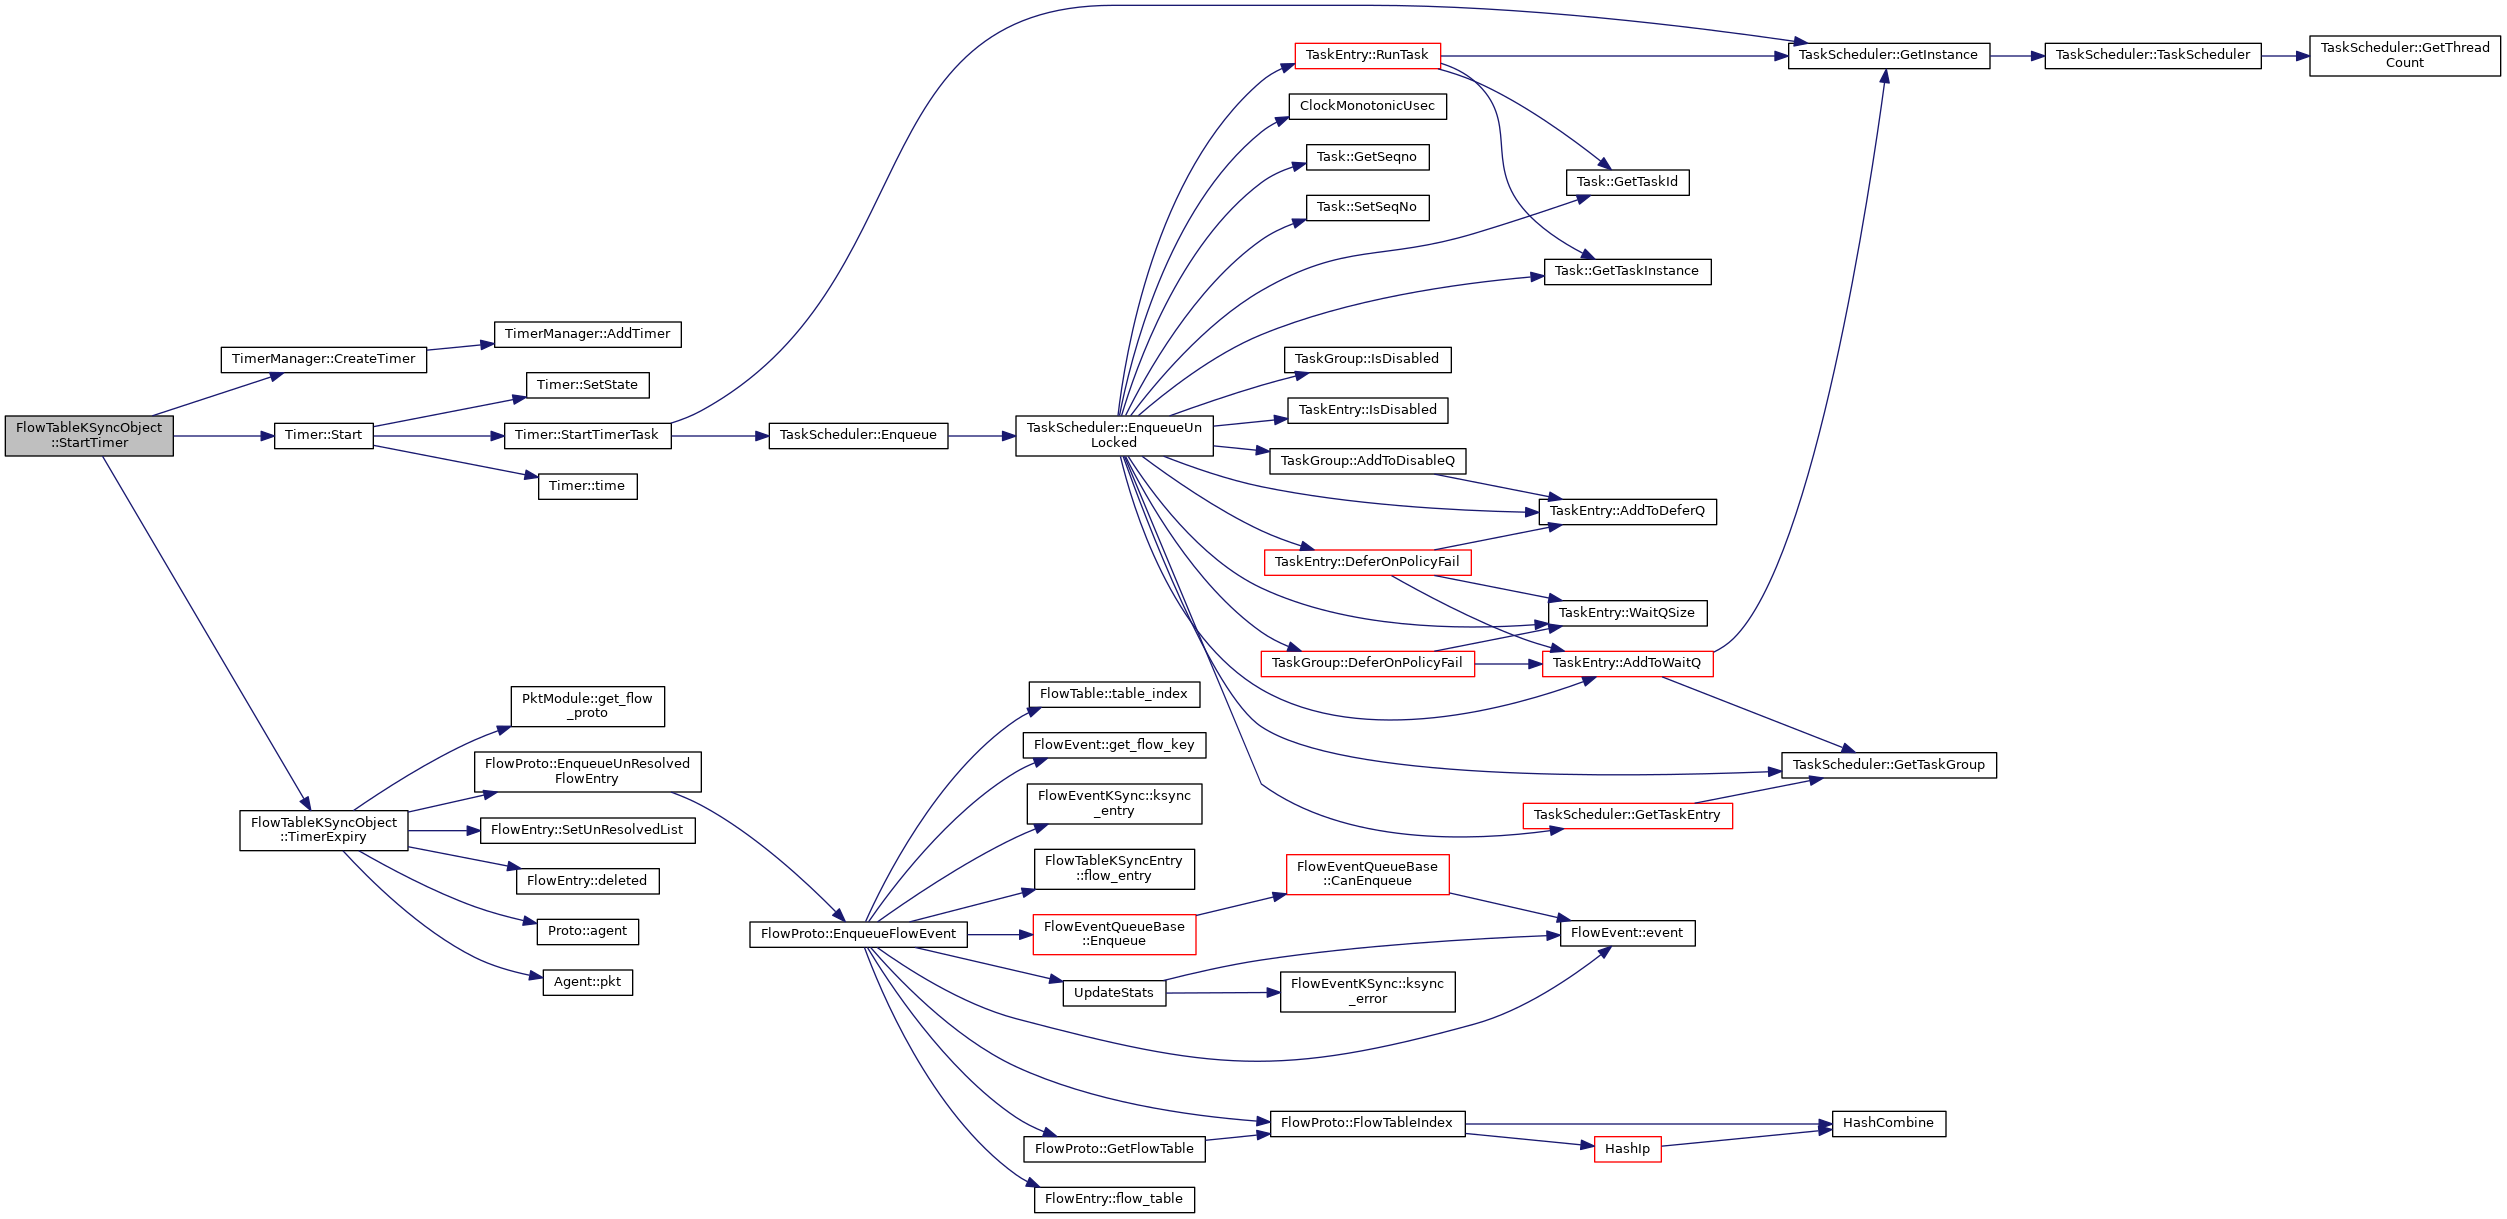 FlowTableKSyncObject
::StartTimer
TimerManager::CreateTimer
TimerManager::AddTimer
Timer::Start
Timer::SetState
Timer::StartTimerTask
Timer::time
TaskScheduler::Enqueue
TaskScheduler::EnqueueUn
Locked
TaskEntry::RunTask
ClockMonotonicUsec
Task::GetSeqno
Task::SetSeqNo
Task::GetTaskId
Task::GetTaskInstance
TaskGroup::IsDisabled
TaskEntry::IsDisabled
TaskGroup::AddToDisableQ
TaskEntry::AddToDeferQ
TaskEntry::DeferOnPolicyFail
TaskEntry::WaitQSize
TaskGroup::DeferOnPolicyFail
TaskEntry::AddToWaitQ
TaskScheduler::GetTaskGroup
TaskScheduler::GetTaskEntry
TaskScheduler::GetInstance
TaskScheduler::TaskScheduler
TaskScheduler::GetThread
Count
FlowTableKSyncObject
::TimerExpiry
PktModule::get_flow
_proto
FlowProto::EnqueueUnResolved
FlowEntry
FlowEntry::SetUnResolvedList
FlowEntry::deleted
Proto::agent
Agent::pkt
FlowProto::EnqueueFlowEvent
FlowTable::table_index
FlowEvent::get_flow_key
FlowEventKSync::ksync
_entry
FlowTableKSyncEntry
::flow_entry
FlowEventQueueBase
::Enqueue
FlowEventQueueBase
::CanEnqueue
FlowEvent::event
UpdateStats
FlowEventKSync::ksync
_error
FlowProto::FlowTableIndex
HashCombine
FlowProto::GetFlowTable
HashIp
FlowEntry::flow_table